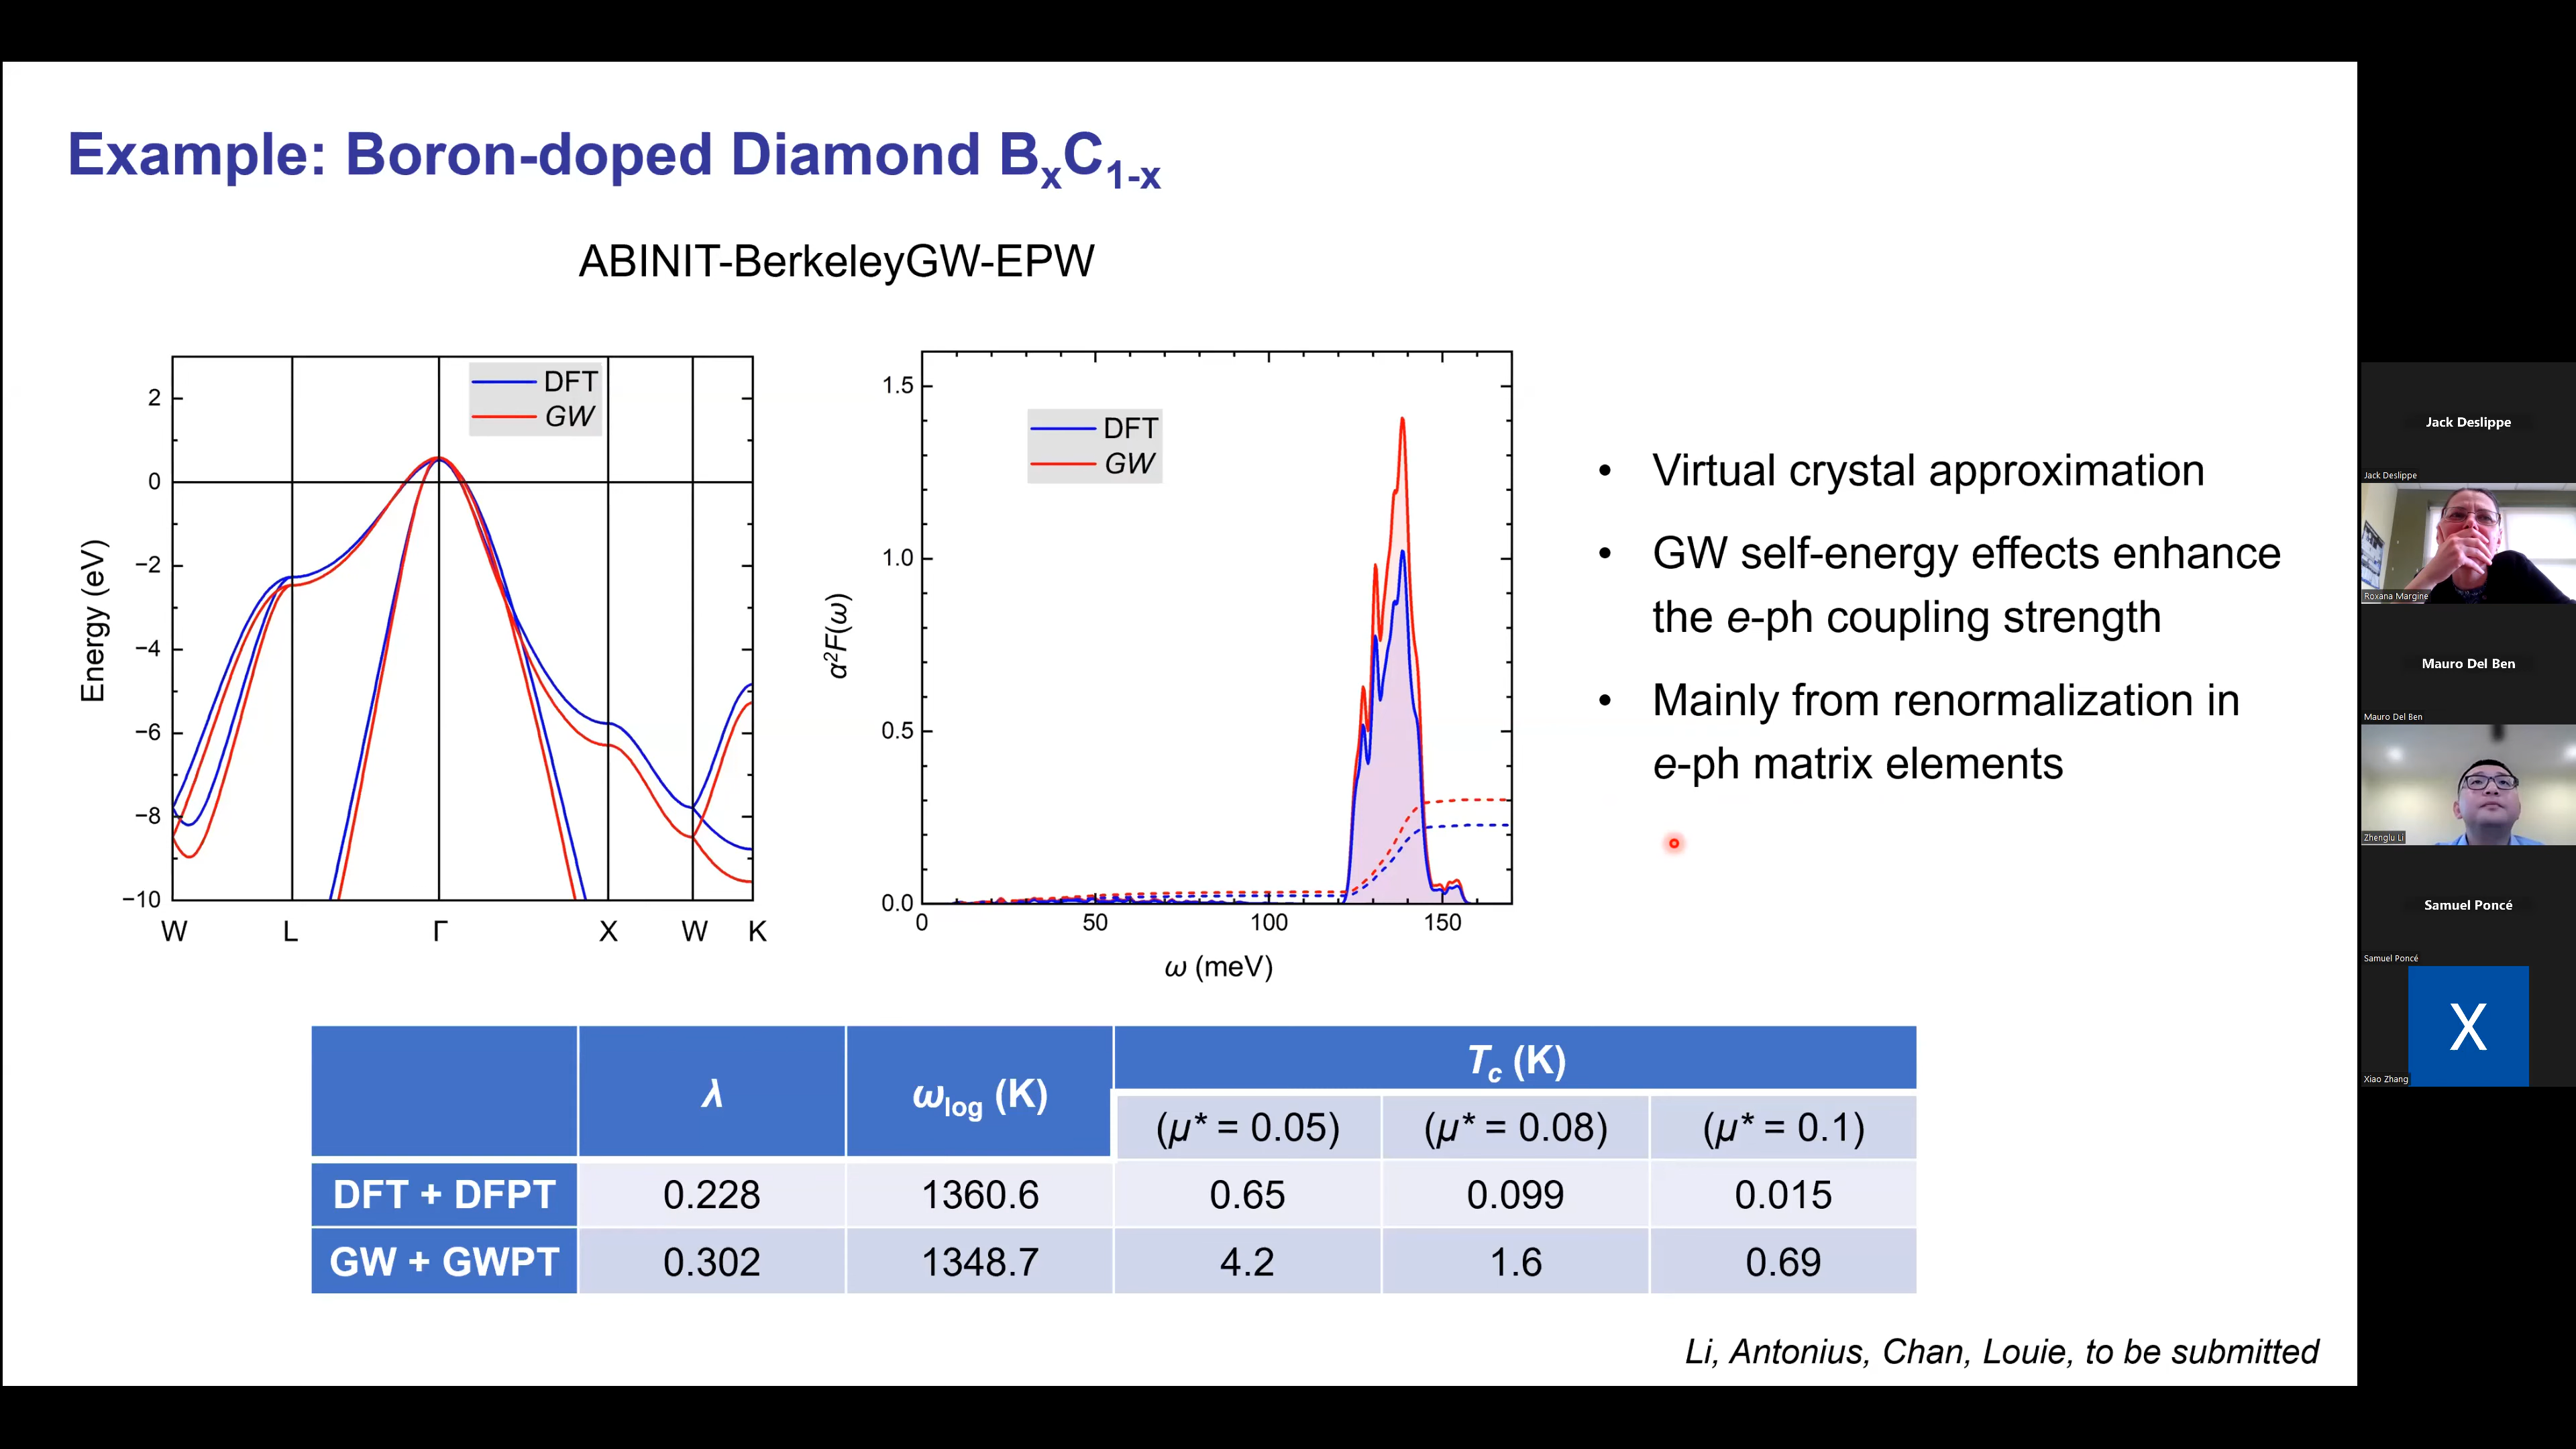 Example: Boron-doped Diamond BxC1-x
ABINIT-BerkeleyGW-EPW
DFT
GW
Energy (eV)
2
0
−2
−4
−6
−8
−10
W L Γ X W K
DFT
GW
α²F(ω)
1.5
1.0
0.5
0.0
0 50 100 150
ω (meV)
• Virtual crystal approximation
• GW self-energy effects enhance
the e-ph coupling strength
• Mainly from renormalization in
e-ph matrix elements
λ ωlog (K) Tc (K)
(μ* = 0.05) (μ* = 0.08) (μ* = 0.1)
DFT + DFPT 0.228 1360.6 0.65 0.099 0.015
GW + GWPT 0.302 1348.7 4.2 1.6 0.69
Li, Antonius, Chan, Louie, to be submitted
Jack Deslippe
Jack Deslippe
Roxana Margine
Mauro Del Ben
Mauro Del Ben
Zhenglu Li
Samuel Poncé
Samuel Poncé
X
Xiao Zhang